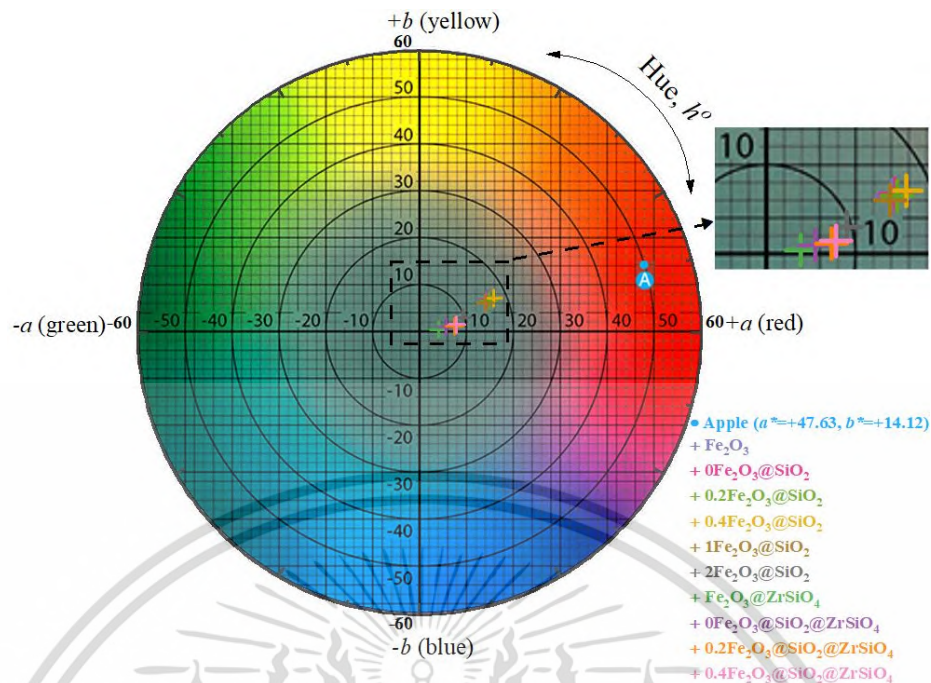 +b (yellow)
60
50
40
30
20
10
Hue, h°
10
10
-a (green) -60 -50 -40 -30 -20 -10 10 20 30 40 50 60 +a (red)
A
-10
-20
-30
-40
-50
-60
-b (blue)
• Apple (a*=+47.63, b*=+14.12)
+ Fe₂O₃
+ 0Fe₂O₃@SiO₂
+ 0.2Fe₂O₃@SiO₂
+ 0.4Fe₂O₃@SiO₂
+ 1Fe₂O₃@SiO₂
+ 2Fe₂O₃@SiO₂
+ Fe₂O₃@ZrSiO₄
+ 0Fe₂O₃@SiO₂@ZrSiO₄
+ 0.2Fe₂O₃@SiO₂@ZrSiO₄
+ 0.4Fe₂O₃@SiO₂@ZrSiO₄